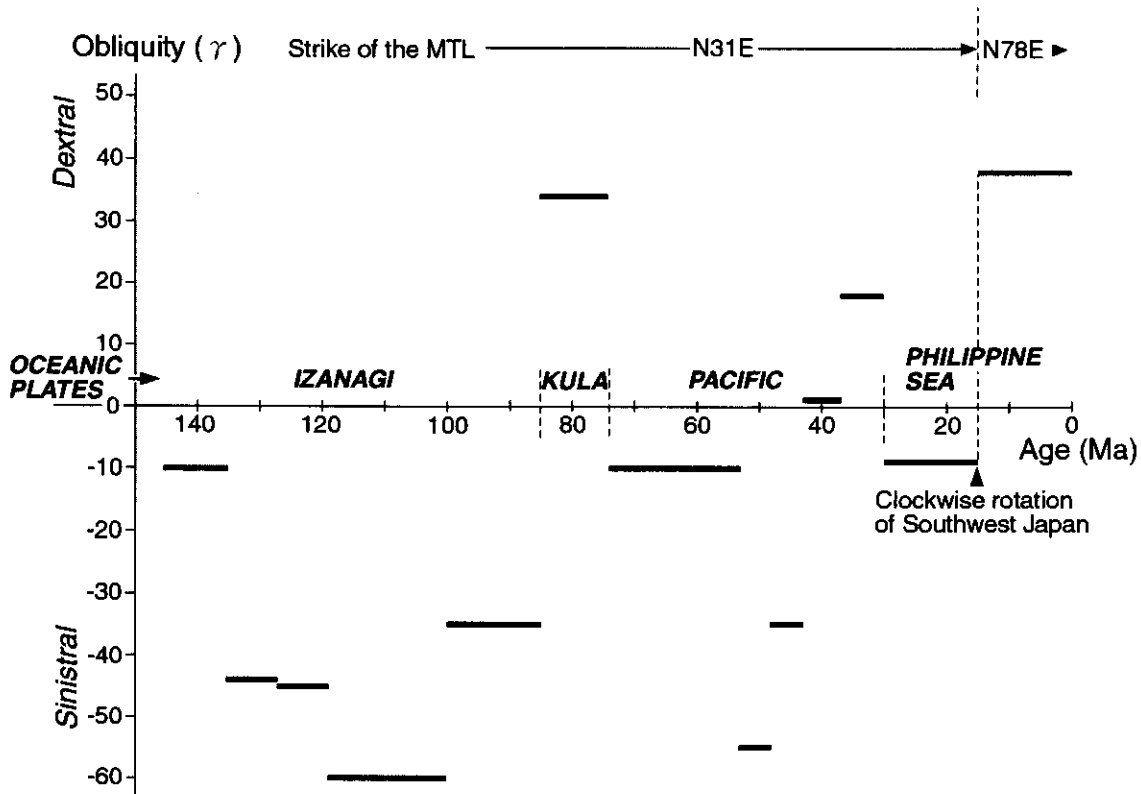 Obliquity ( γ ) Strike of the MTL N31E N78E
50
Dextral
40
30
20
10
OCEANIC PLATES
IZANAGI KULA PACIFIC PHILIPPINE SEA
0
140 120 100 80 60 40 20 0
Age (Ma)
-10
Clockwise rotation
of Southwest Japan
-20
-30
-40
Sinistral
-50
-60